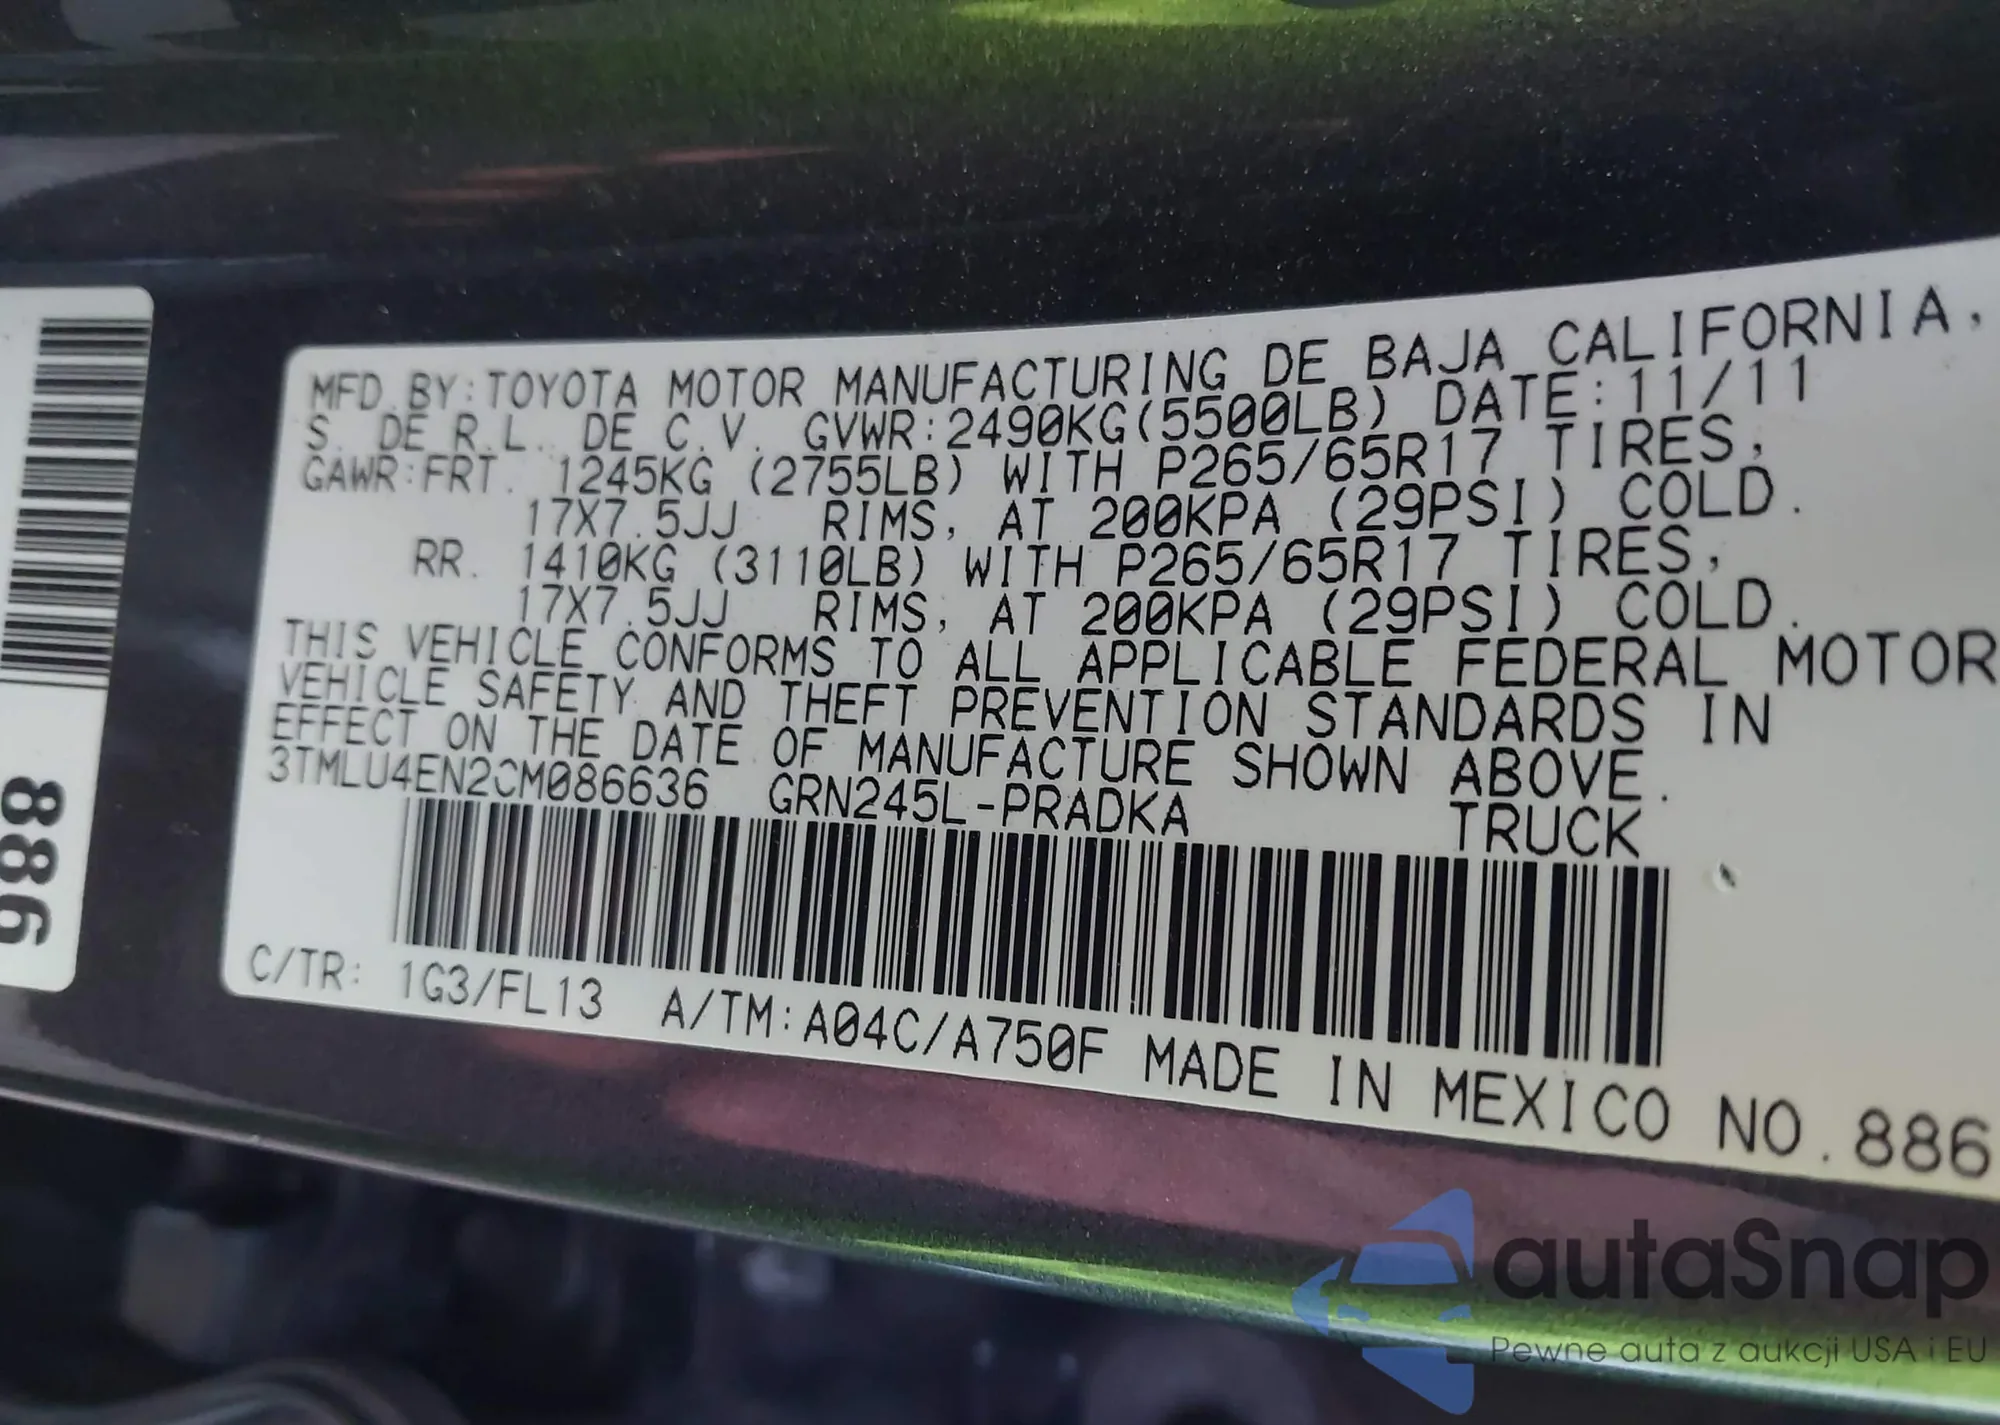 MFD.BY:TOYOTA MOTOR MANUFACTURING DE BAJA CALIFORNIA,
S. DE R.L. DE C.V. GVWR:2490KG(5500LB) DATE:11/11
GAWR:FRT. 1245KG (2755LB) WITH P265/65R17 TIRES,
17X7.5JJ RIMS, AT 200KPA (29PSI) COLD.
RR. 1410KG (3110LB) WITH P265/65R17 TIRES,
17X7.5JJ RIMS, AT 200KPA (29PSI) COLD.
THIS VEHICLE CONFORMS TO ALL APPLICABLE FEDERAL MOTOR
VEHICLE SAFETY AND THEFT PREVENTION STANDARDS IN
EFFECT ON THE DATE OF MANUFACTURE SHOWN ABOVE.
3TMLU4EN2CM086636 GRN245L-PRADKA TRUCK
C/TR: 1G3/FL13 A/TM:A04C/A750F MADE IN MEXICO NO.886
886
autaSnap
Pewne auta z aukcji USA i EU